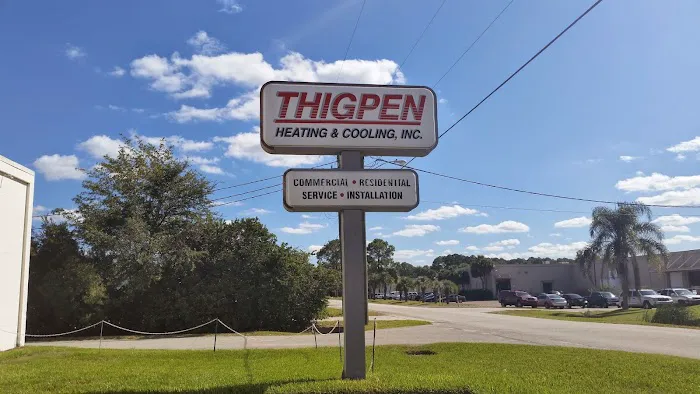 THIGPEN
HEATING & COOLING, INC.
COMMERCIAL • RESIDENTIAL
SERVICE • INSTALLATION